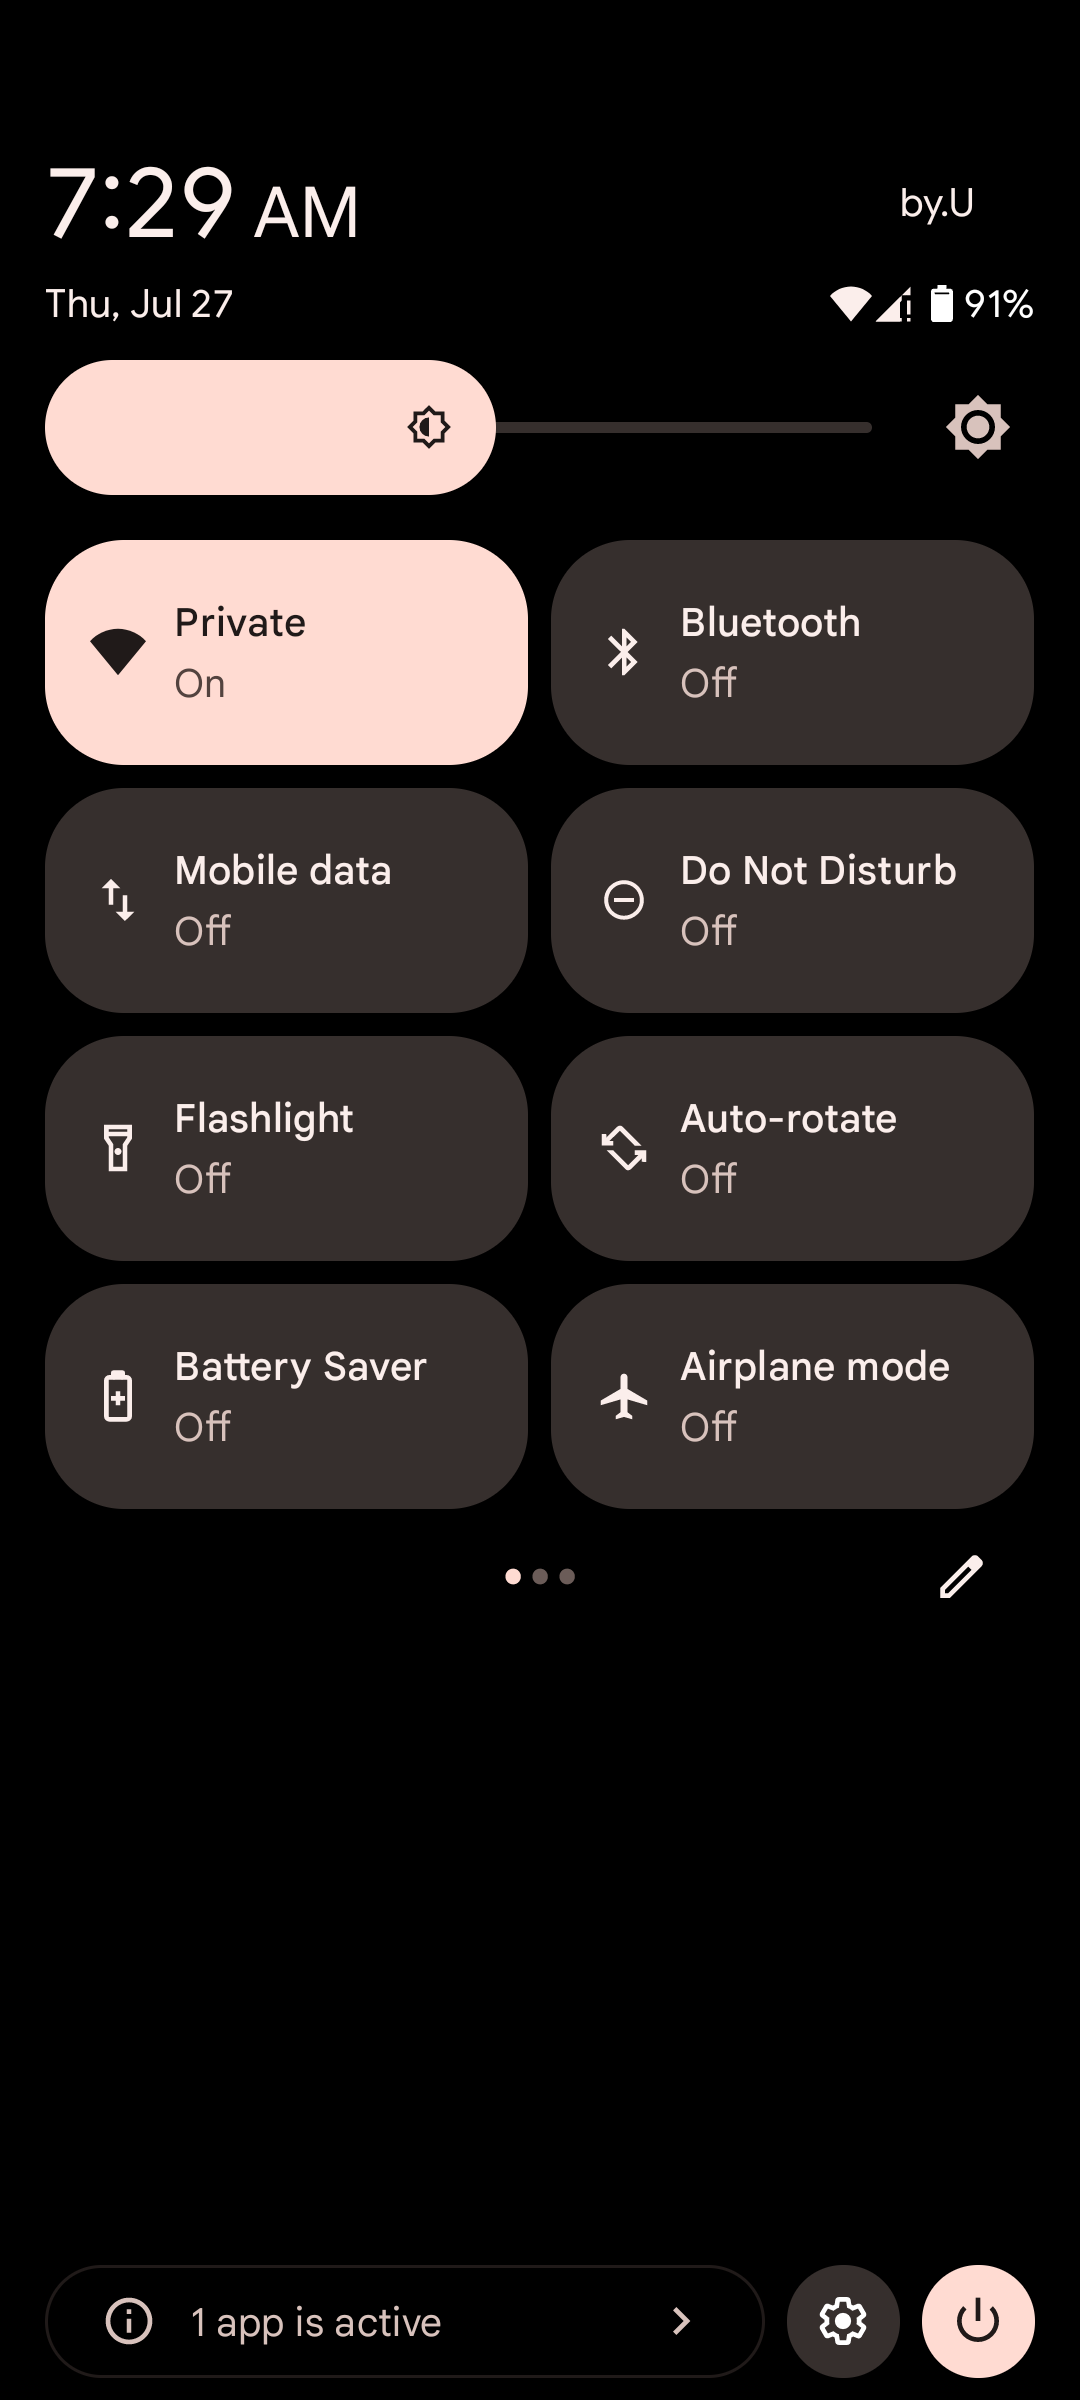 7:29 AM
by.U
Thu, Jul 27
91%
Private
On
Bluetooth
Off
Mobile data
Off
Do Not Disturb
Off
Flashlight
Off
Auto-rotate
Off
Battery Saver
Off
Airplane mode
Off
1 app is active